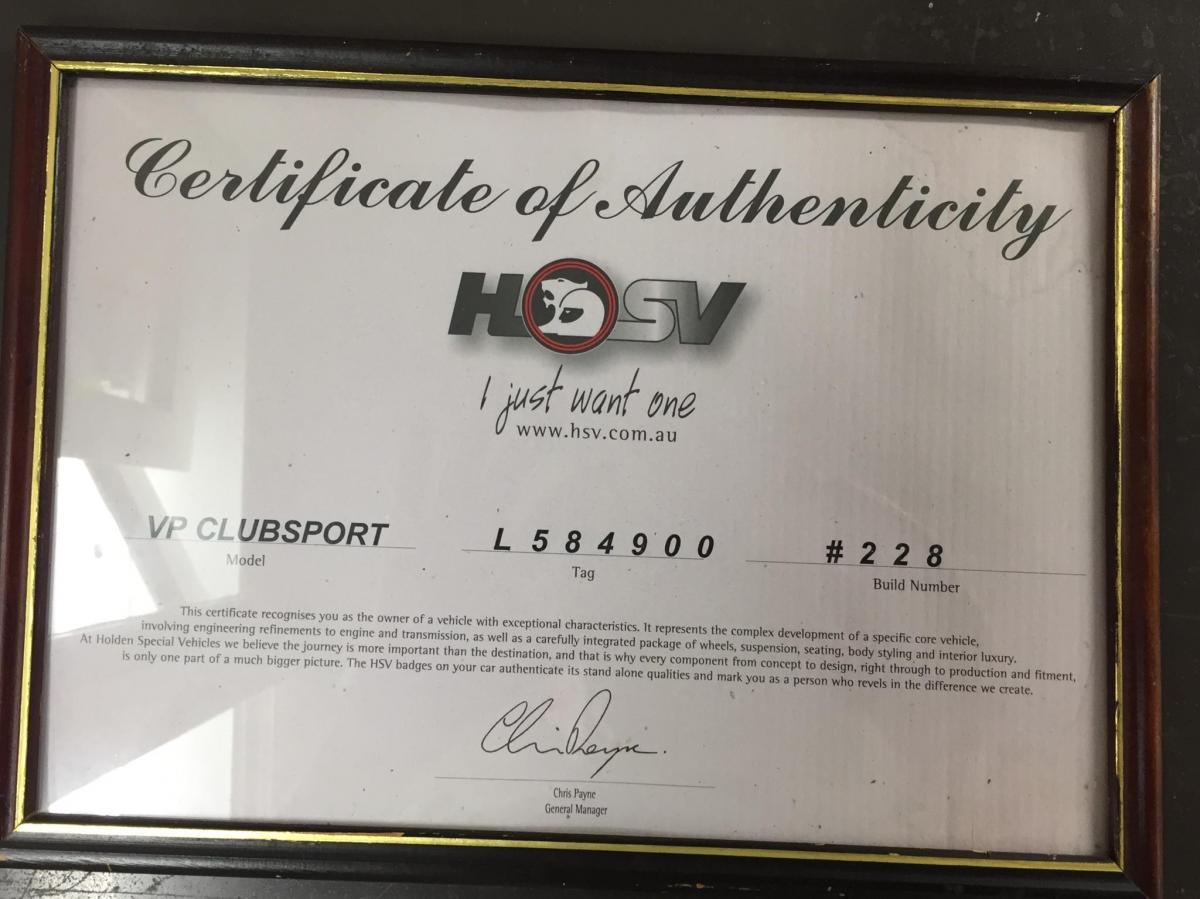 Certificate of Authenticity
HSV
I just want one
www.hsv.com.au
VP CLUBSPORT L 584900 #228
Model Tag Build Number
This certificate recognises you as the owner of a vehicle with exceptional characteristics. It represents the complex development of a specific core vehicle,
involving engineering refinements to engine and transmission, as well as a carefully integrated package of wheels, suspension, seating, body styling and interior luxury.
At Holden Special Vehicles we believe the journey is more important than the destination, and that is why every component from concept to design, right through to production and fitment,
is only one part of a much bigger picture. The HSV badges on your car authenticate its stand alone qualities and mark you as a person who revels in the difference we create.
Chris Payne
Chris Payne
General Manager